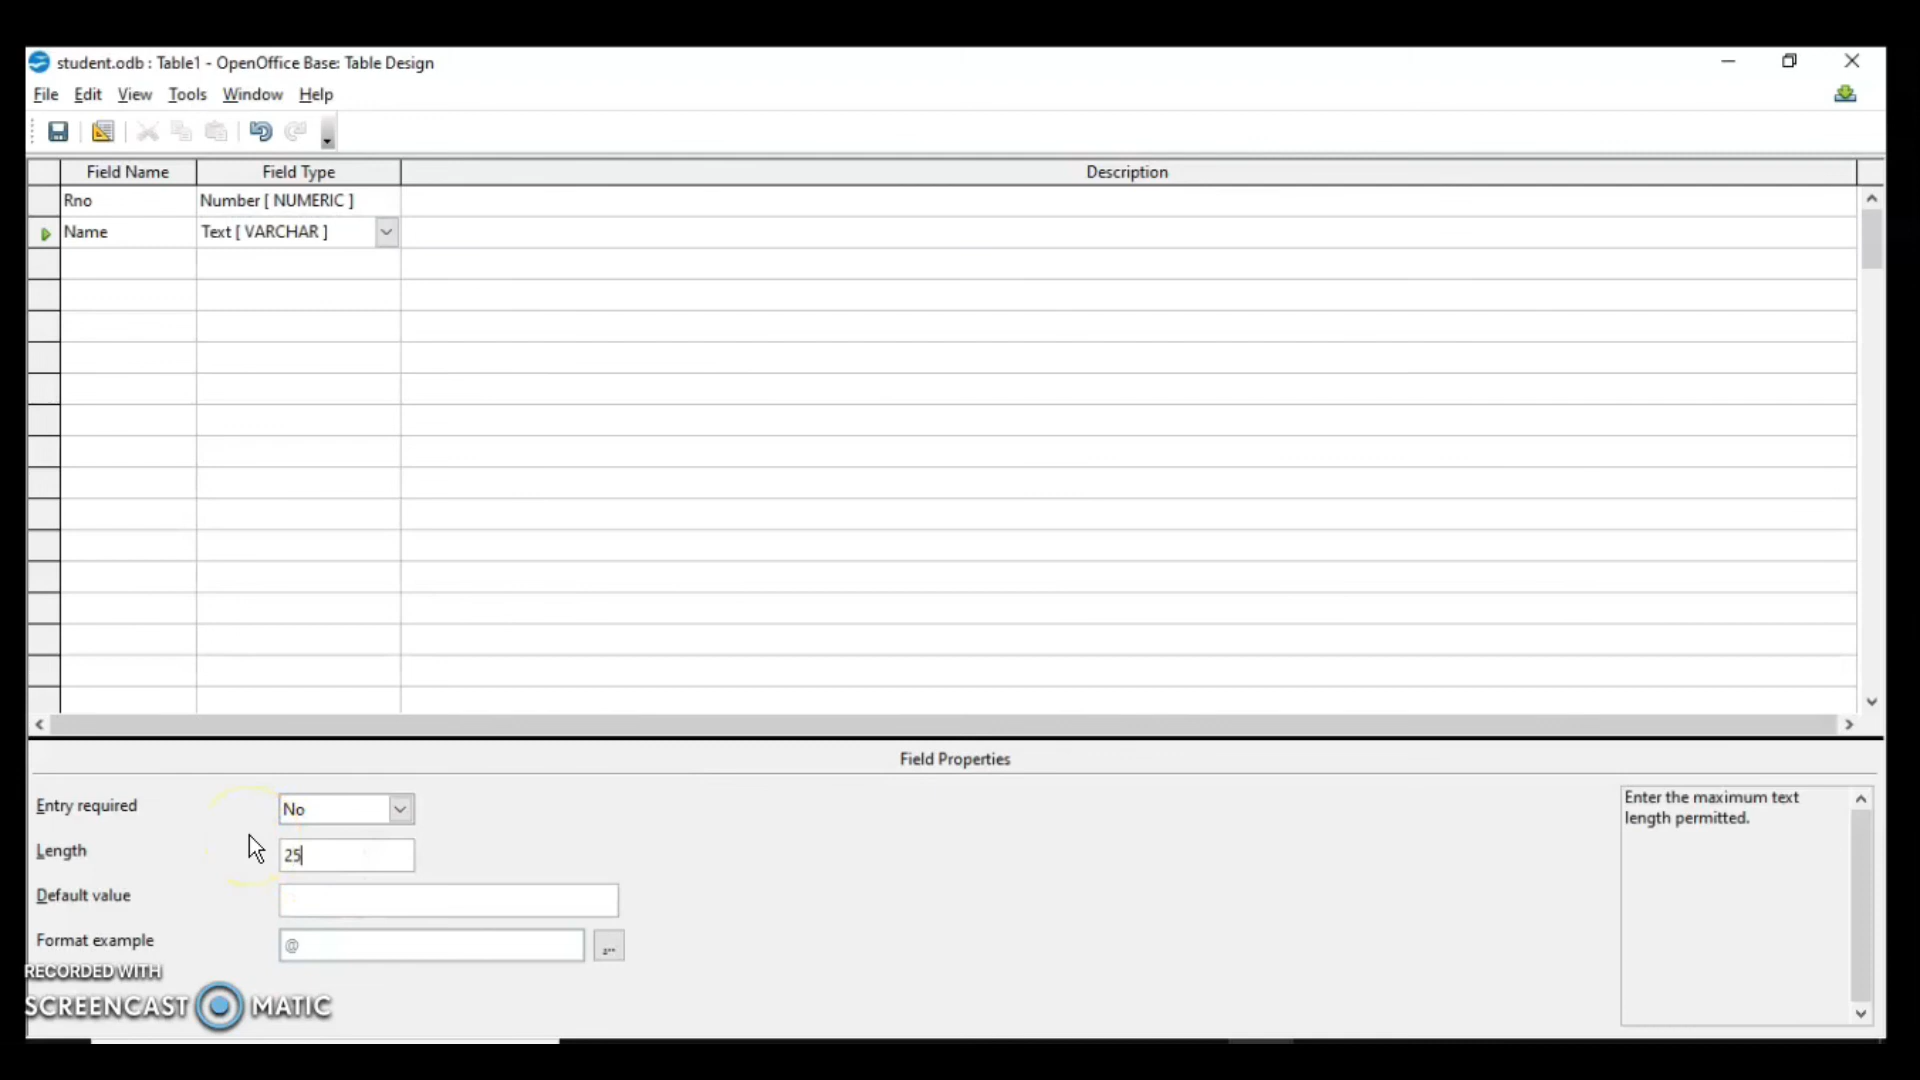 student.odb : Table1 - OpenOffice Base: Table Design
File Edit View Tools Window Help
Field Name Field Type Description
Rno Number [ NUMERIC ]
Name Text [ VARCHAR ]
Field Properties
Entry required No
Length 25
Default value
Format example @ ...
Enter the maximum text
length permitted.
RECORDED WITH
SCREENCAST MATIC